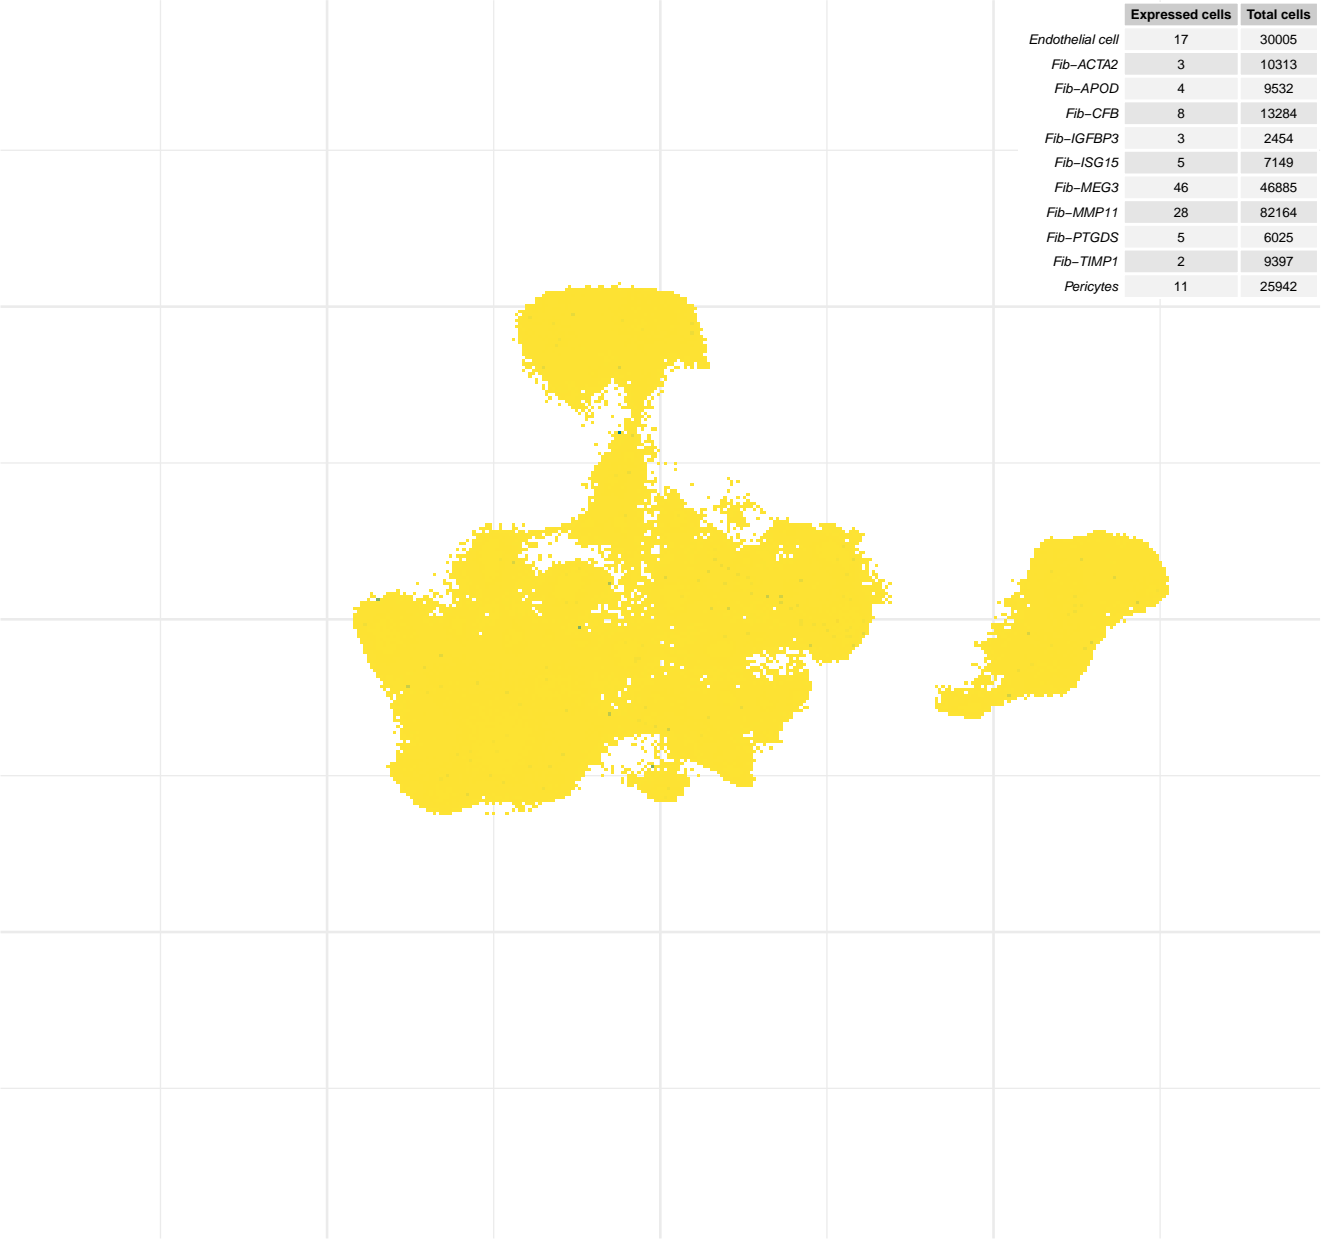 Expressed cells Total cells
Endothelial cell 17 30005
Fib−ACTA2 3 10313
Fib−APOD 4 9532
Fib−CFB 8 13284
Fib−IGFBP3 3 2454
Fib−ISG15 5 7149
Fib−MEG3 46 46885
Fib−MMP11 28 82164
Fib−PTGDS 5 6025
Fib−TIMP1 2 9397
Pericytes 11 25942